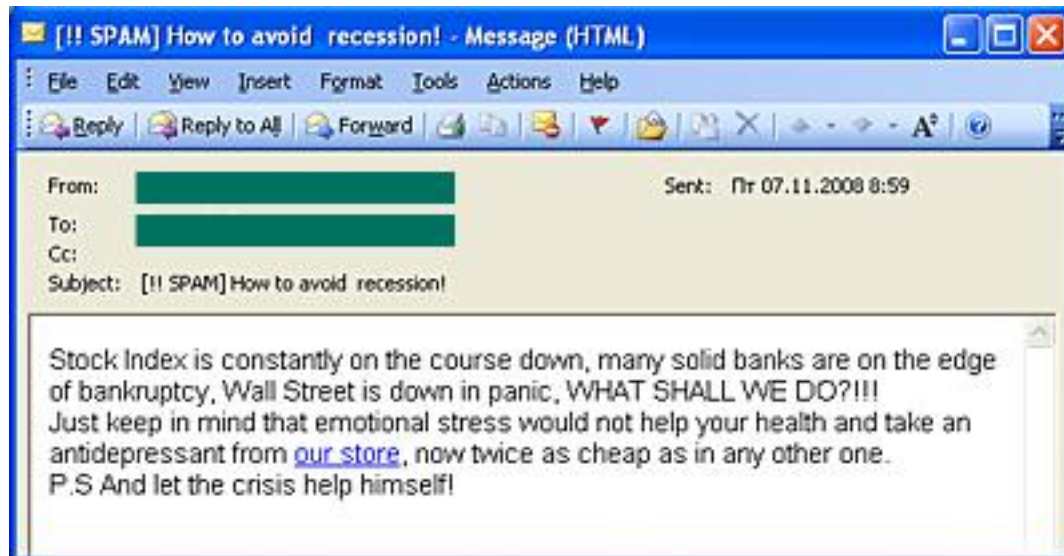 [!! SPAM] How to avoid  recession! - Message (HTML)
File Edit View Insert Format Tools Actions Help
Reply Reply to All Forward A
From: Sent: Пт 07.11.2008 8:59
To:
Cc:
Subject: [!! SPAM] How to avoid  recession!
Stock Index is constantly on the course down, many solid banks are on the edge
of bankruptcy, Wall Street is down in panic, WHAT SHALL WE DO?!!!
Just keep in mind that emotional stress would not help your health and take an
antidepressant from our store, now twice as cheap as in any other one.
P.S And let the crisis help himself!